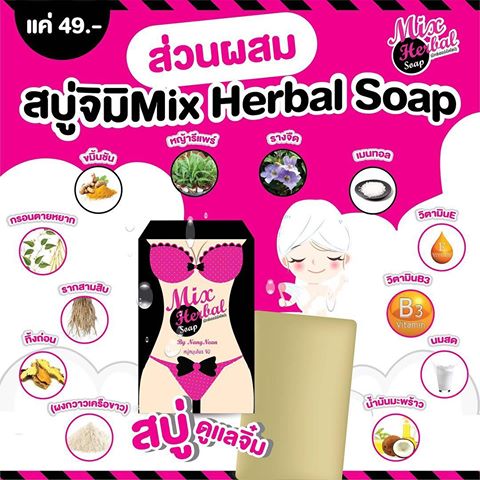 แค่ 49.-
ส่วนผสม
Mix
Herbal
Soap
สบู่จิมิMix Herbal Soap
หญ้ารีแพร์
รางจืด
ขมิ้นชัน
เมนทอล
กรอนตายหยาก
วิตามินE
E
รากสามสิบ
วิตามินB3
B3
Vitamin
Mix
Herbal
Soap
By NangNoon
ทิ้งถ่อน
นมสด
(ผงกวาวเครือขาว)
น้ำมันมะพร้าว
สบู่ ดูแลจิ๋ม